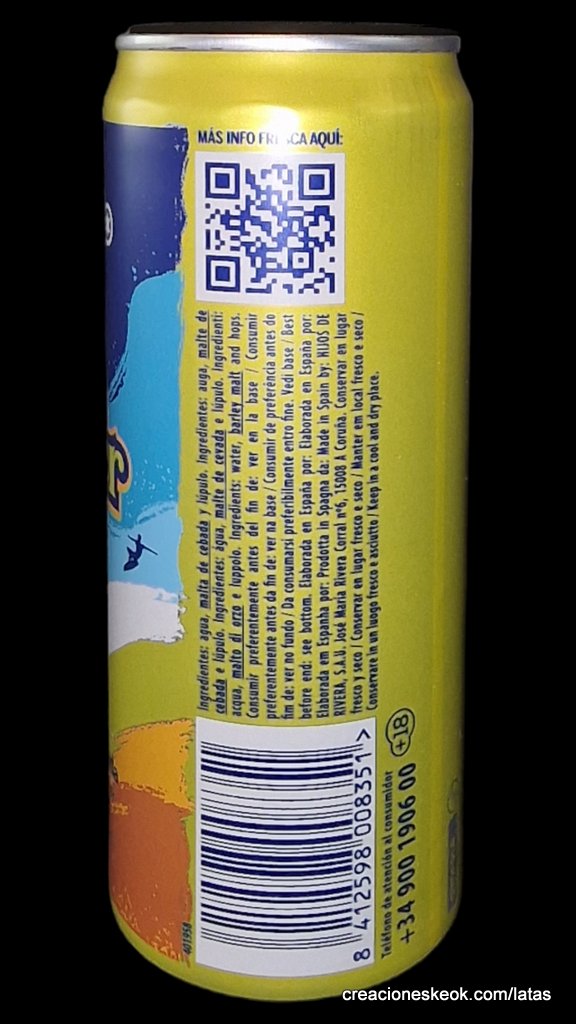 MÁS INFO FRESCA AQUÍ:
Ingredientes: agua, malta de cebada y lúpulo. Ingredientes: auga, malte de
cebada e lúpulo. Ingredientes: água, malte de cevada e lúpulo. Ingredienti:
acqua, malto di orzo e luppolo. Ingredients: water, barley malt and hops.
Consumir preferentemente antes del fin de: ver en la base / Consumir
preferentemente antes da fin de: ver na base / Consumir de preferência antes do
fim de: ver no fundo / Da consumarsi preferibilmente entro fine. Vedi base / Best
before end: see bottom. Elaborada en España por: Elaborada en España por:
Elaborada em Espanha por: Prodotta in Spagna da: Made in Spain by: HIJOS DE
RIVERA, S.A.U. José María Rivera Corral nº6, 15008 A Coruña. Conservar en lugar
fresco y seco / Conservar en lugar fresco e seco / Manter em local fresco e seco /
Conservare in un luogo fresco e asciutto / Keep in a cool and dry place.
8 412598 008351 >
Teléfono de atención al consumidor
+34 900 1906 00
+18
401958
creacioneskeok.com/latas